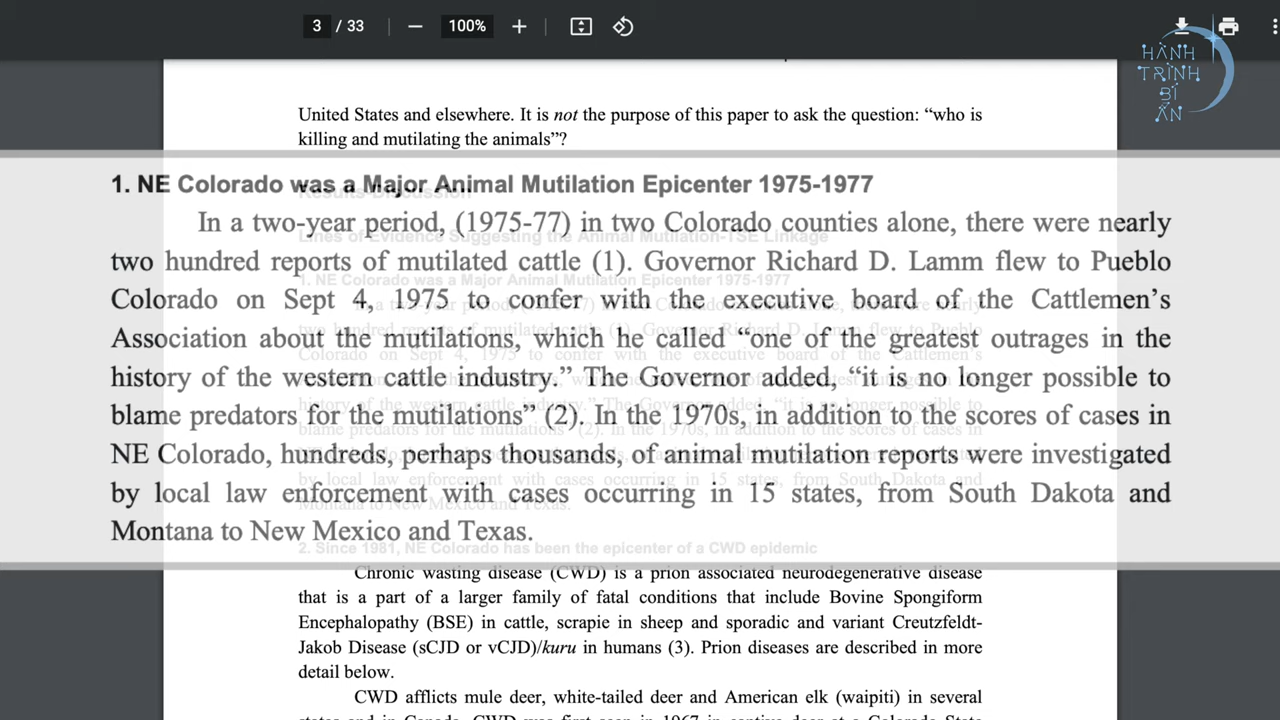 3 / 33
100%
HÀNH
TRÌNH
BÍ
ẨN
United States and elsewhere. It is not the purpose of this paper to ask the question: “who is
killing and mutilating the animals”?
1. NE Colorado was a Major Animal Mutilation Epicenter 1975-1977
In a two-year period, (1975-77) in two Colorado counties alone, there were nearly
two hundred reports of mutilated cattle (1). Governor Richard D. Lamm flew to Pueblo
Colorado on Sept 4, 1975 to confer with the executive board of the Cattlemen’s
Association about the mutilations, which he called “one of the greatest outrages in the
history of the western cattle industry.” The Governor added, “it is no longer possible to
blame predators for the mutilations” (2). In the 1970s, in addition to the scores of cases in
NE Colorado, hundreds, perhaps thousands, of animal mutilation reports were investigated
by local law enforcement with cases occurring in 15 states, from South Dakota and
Montana to New Mexico and Texas.
2. Since 1981, NE Colorado has been the epicenter of a CWD epidemic
Chronic wasting disease (CWD) is a prion associated neurodegenerative disease
that is a part of a larger family of fatal conditions that include Bovine Spongiform
Encephalopathy (BSE) in cattle, scrapie in sheep and sporadic and variant Creutzfeldt-
Jakob Disease (sCJD or vCJD)/kuru in humans (3). Prion diseases are described in more
detail below.
CWD afflicts mule deer, white-tailed deer and American elk (waipiti) in several